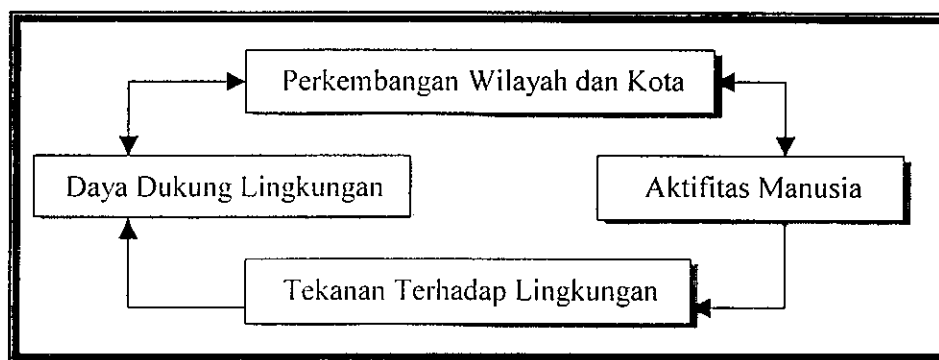 Perkembangan Wilayah dan Kota
Daya Dukung Lingkungan
Aktifitas Manusia
Tekanan Terhadap Lingkungan